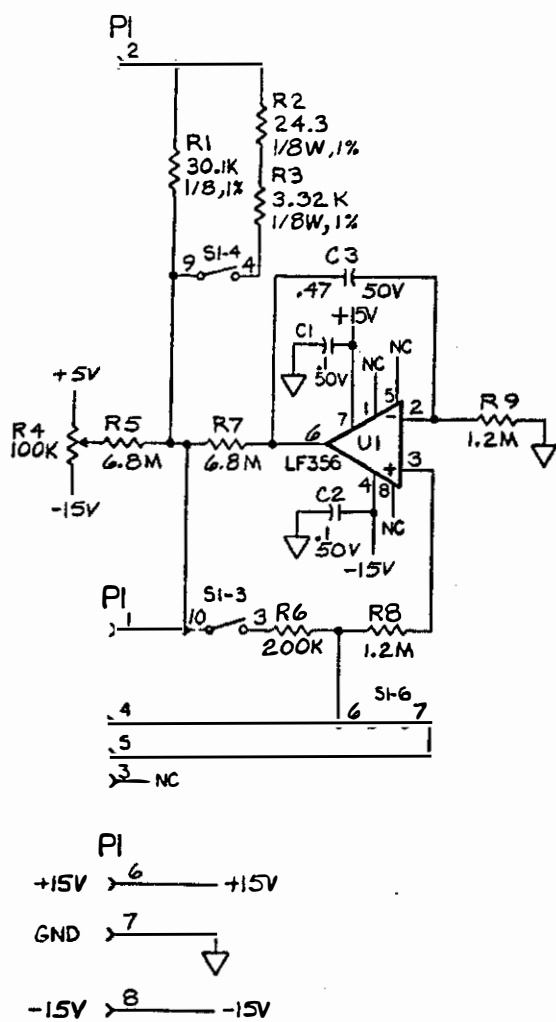 P1
2
R1
30.1K
1/8,1%
R2
24.3
1/8W,1%
R3
3.32K
1/8W,1%
S1-4
9
4
C3
.47
50V
+15V
C1
.1
50V
NC
NC
7
1
5
2
R9
1.2M
+5V
R4
100K
R5
6.8M
-15V
R7
6.8M
6
U1
-
+
LF356
3
4
8
NC
C2
.1
50V
-15V
P1
1
S1-3
10
3
R6
200K
R8
1.2M
S1-6
4
6
7
5
3
NC
P1
+15V
6
+15V
GND
7
-15V
8
-15V